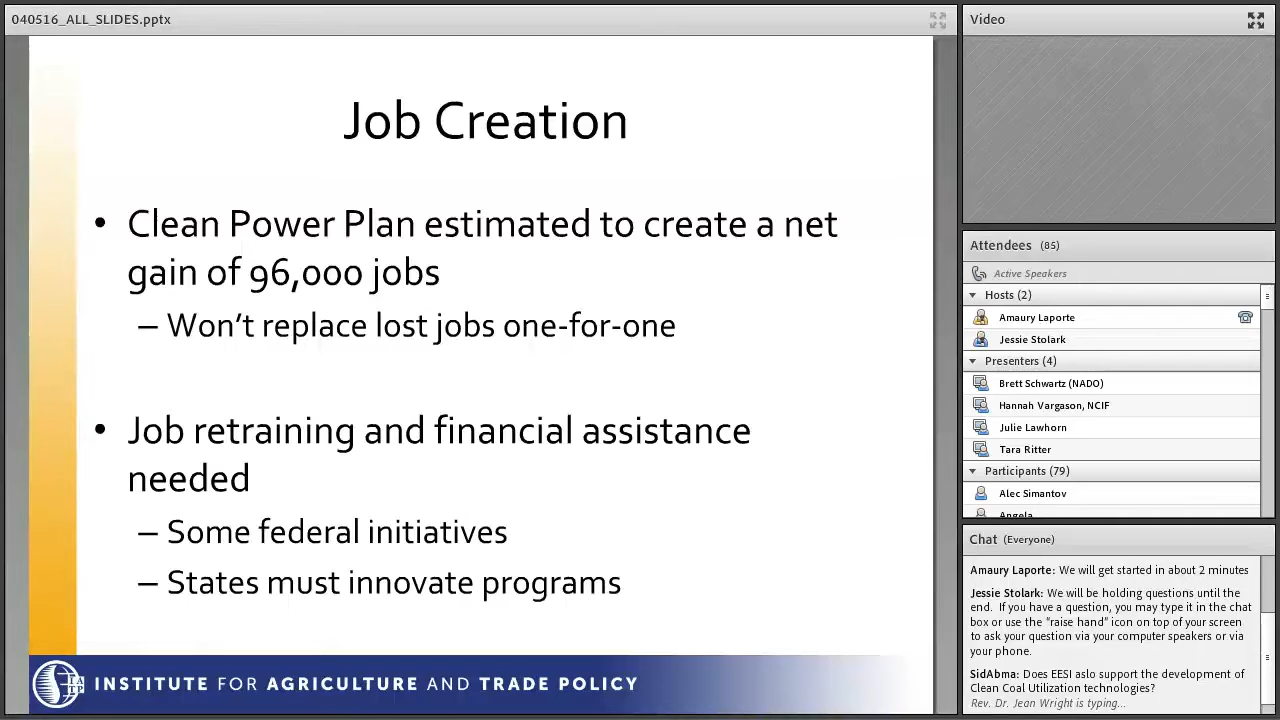 040516_ALL_SLIDES.pptx
Job Creation
• Clean Power Plan estimated to create a net
gain of 96,000 jobs
– Won't replace lost jobs one-for-one
• Job retraining and financial assistance
needed
– Some federal initiatives
– States must innovate programs
INSTITUTE FOR AGRICULTURE AND TRADE POLICY
Video
Attendees (85)
Active Speakers
Hosts (2)
Amaury Laporte
Jessie Stolark
Presenters (4)
Brett Schwartz (NADO)
Hannah Vargason, NCIF
Julie Lawhorn
Tara Ritter
Participants (79)
Alec Simantov
Angela
Chat (Everyone)
Amaury Laporte: We will get started in about 2 minutes
Jessie Stolark: We will be holding questions until the
end. If you have a question, you may type it in the chat
box or use the "raise hand" icon on top of your screen
to ask your question via your computer speakers or via
your phone.
SidAbma: Does EESI aslo support the development of
Clean Coal Utilization technologies?
Rev. Dr. Jean Wright is typing...